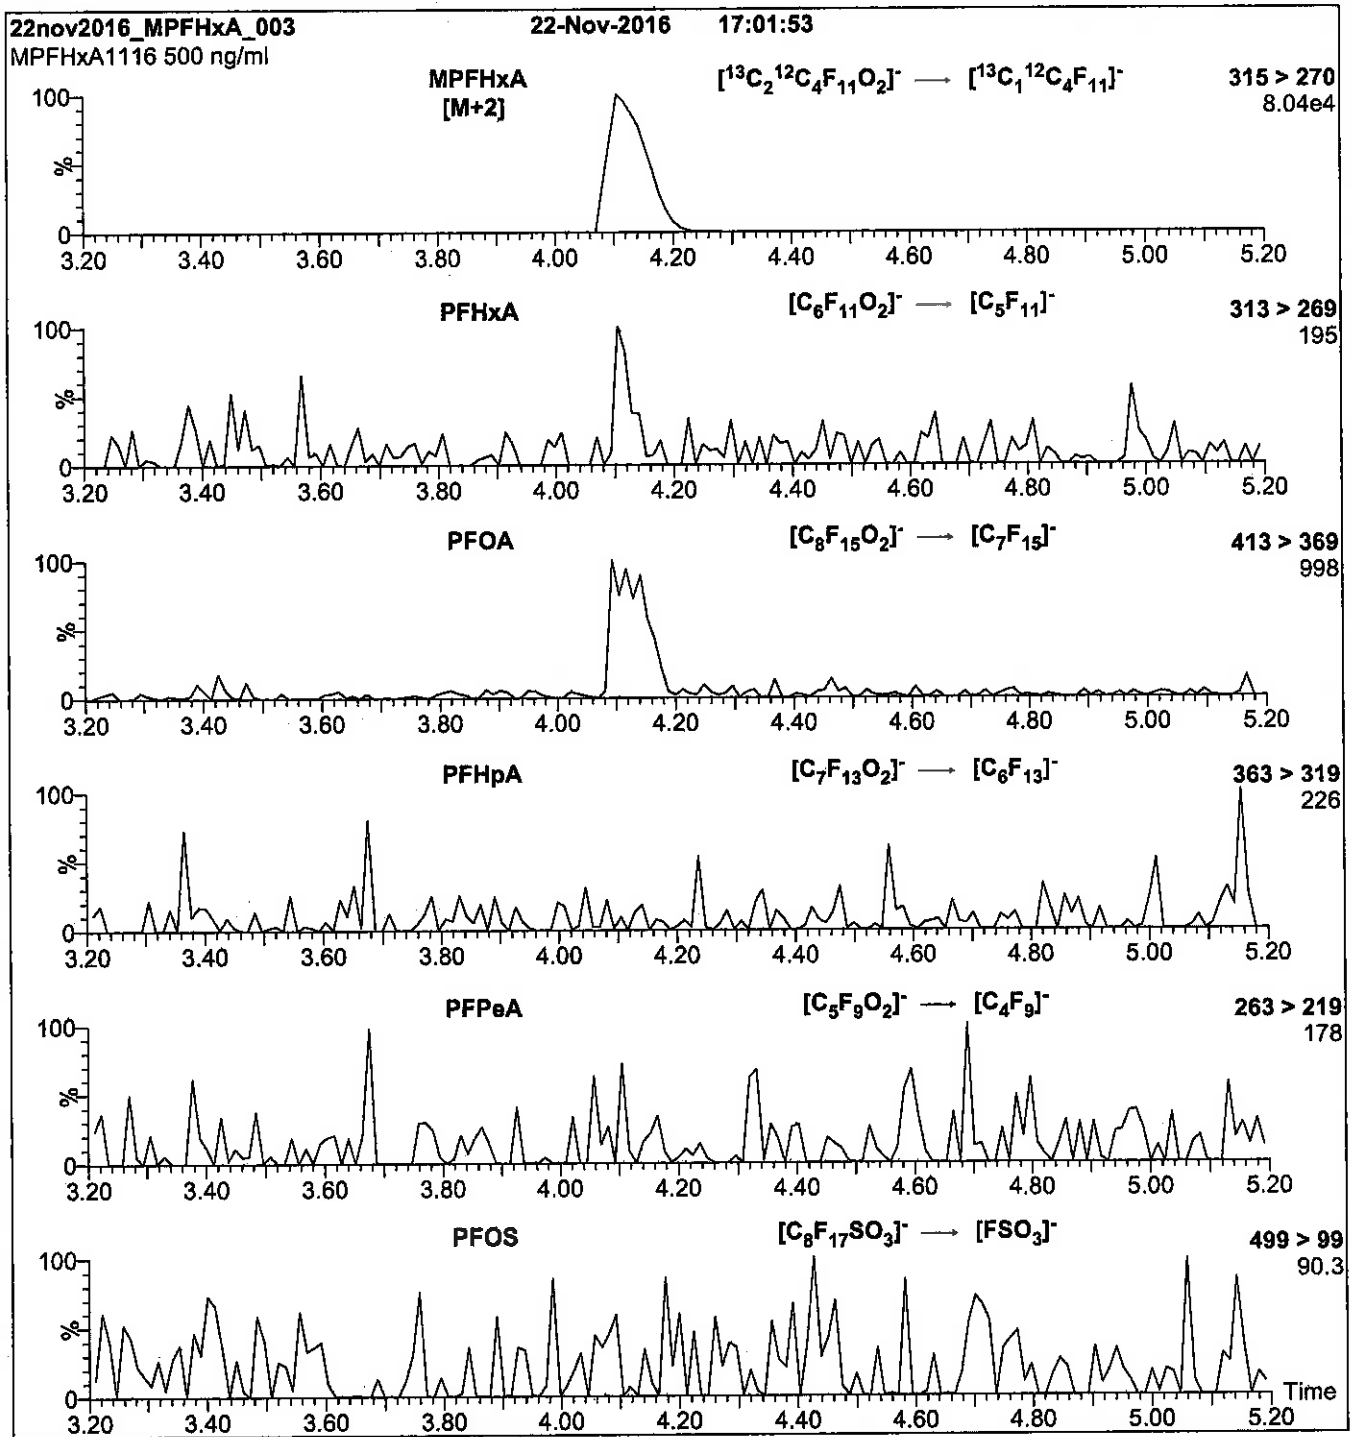 22nov2016_MPFHxA_003 22-Nov-2016 17:01:53
MPFHxA1116 500 ng/ml
MPFHxA [¹³C₂¹²C₄F₁₁O₂]⁻ → [¹³C₁¹²C₄F₁₁]⁻ 315 > 270
[M+2] 8.04e4
100
%
0
3.20 3.40 3.60 3.80 4.00 4.20 4.40 4.60 4.80 5.00 5.20
PFHxA [C₆F₁₁O₂]⁻ → [C₅F₁₁]⁻ 313 > 269
195
100
%
0
3.20 3.40 3.60 3.80 4.00 4.20 4.40 4.60 4.80 5.00 5.20
PFOA [C₈F₁₅O₂]⁻ → [C₇F₁₅]⁻ 413 > 369
998
100
%
0
3.20 3.40 3.60 3.80 4.00 4.20 4.40 4.60 4.80 5.00 5.20
PFHpA [C₇F₁₃O₂]⁻ → [C₆F₁₃]⁻ 363 > 319
226
100
%
0
3.20 3.40 3.60 3.80 4.00 4.20 4.40 4.60 4.80 5.00 5.20
PFPeA [C₅F₉O₂]⁻ → [C₄F₉]⁻ 263 > 219
178
100
%
0
3.20 3.40 3.60 3.80 4.00 4.20 4.40 4.60 4.80 5.00 5.20
PFOS [C₈F₁₇SO₃]⁻ → [FSO₃]⁻ 499 > 99
90.3
100
%
0
Time
3.20 3.40 3.60 3.80 4.00 4.20 4.40 4.60 4.80 5.00 5.20